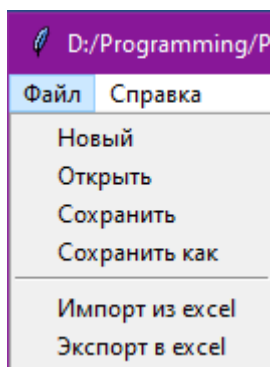 D:/Programming/P
Файл Справка
Новый
Открыть
Сохранить
Сохранить как
Импорт из excel
Экспорт в excel